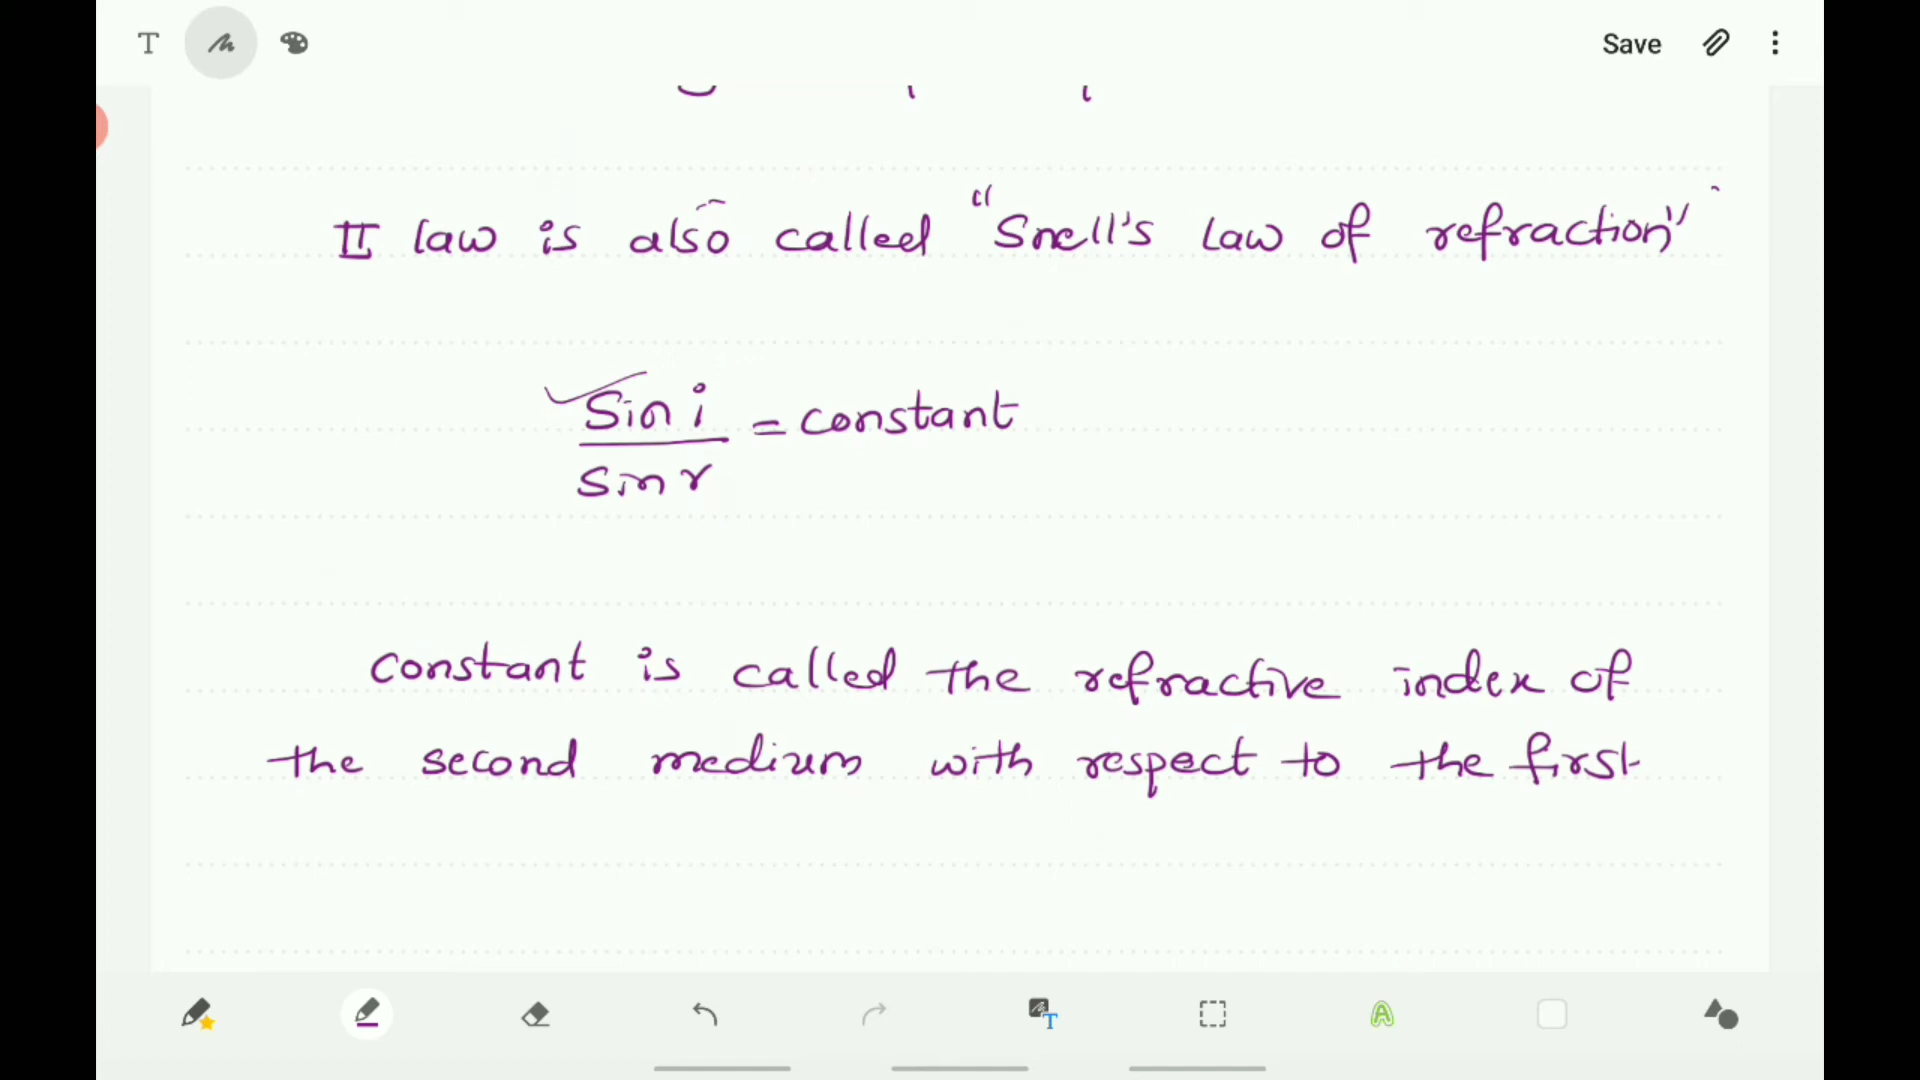 T
Save
II law is also called "Snell's Law of refraction"
Sin i
= constant
sin r
constant is called the refractive index of
the second medium with respect to the first